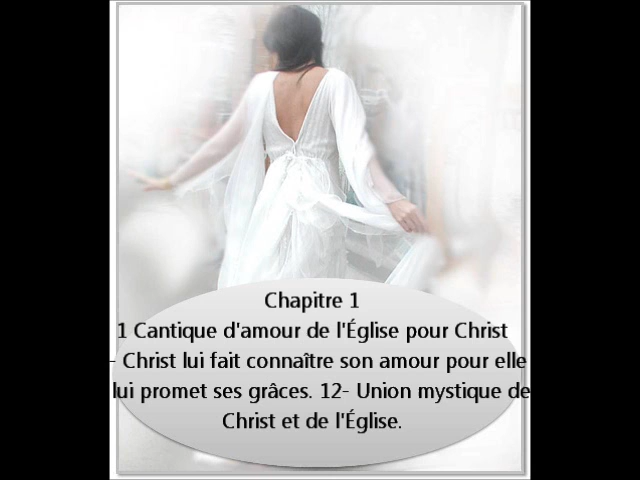 Chapitre 1
1 Cantique d'amour de l'Église pour Christ
- Christ lui fait connaître son amour pour elle
lui promet ses grâces. 12- Union mystique de
Christ et de l'Église.